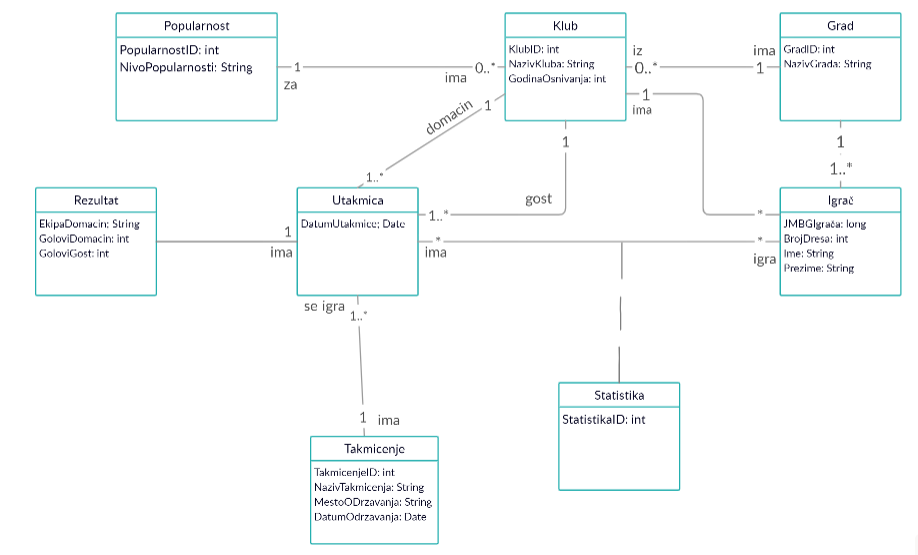 Popularnost
PopularnostID: int
NivoPopularnosti: String
1
za
0..*
ima
Klub
KlubID: int
NazivKluba: String
GodinaOsnivanja: int
iz
0..*
ima
1
Grad
GradID: int
NazivGrada: String
1
ima
domacin
1
1..*
1
gost
1..*
1
1..*
Rezultat
EkipaDomacin: String
GoloviDomacin: int
GoloviGost: int
1
ima
Utakmica
DatumUtakmice: Date
*
ima
*
*
igra
Igrač
JMBGIgrača: long
BrojDresa: int
Ime: String
Prezime: String
se igra
1..*
1
ima
Takmicenje
TakmicenjeID: int
NazivTakmicenja: String
MestoODrzavanja: String
DatumOdrzavanja: Date
Statistika
StatistikaID: int